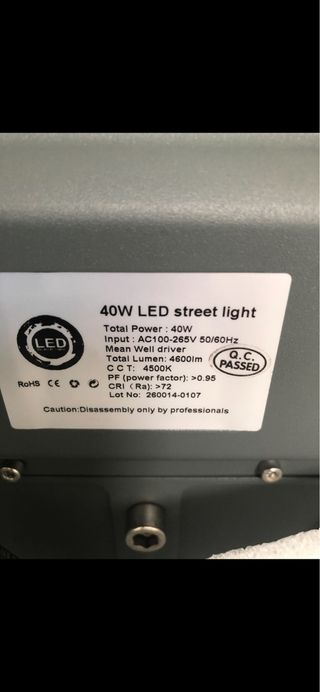 40W LED street light
Total Power : 40W
Input : AC100-265V 50/60Hz
Mean Well driver
Total Lumen: 4600lm
C C T: 4500K
PF (power factor): >0.95
CRI (Ra): >72
Lot No: 260014-0107
LED
RoHS CE
Q.C.
PASSED
Caution:Disassembly only by professionals